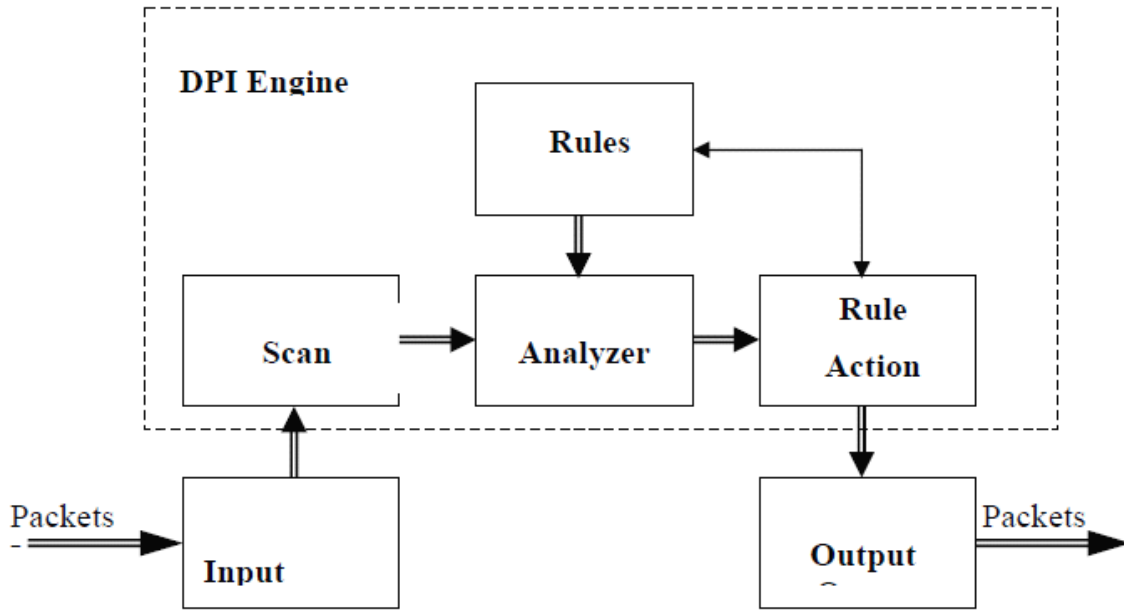 DPI Engine
Rules
Scan
Analyzer
Rule
Action
Packets
Input
Output
Packets